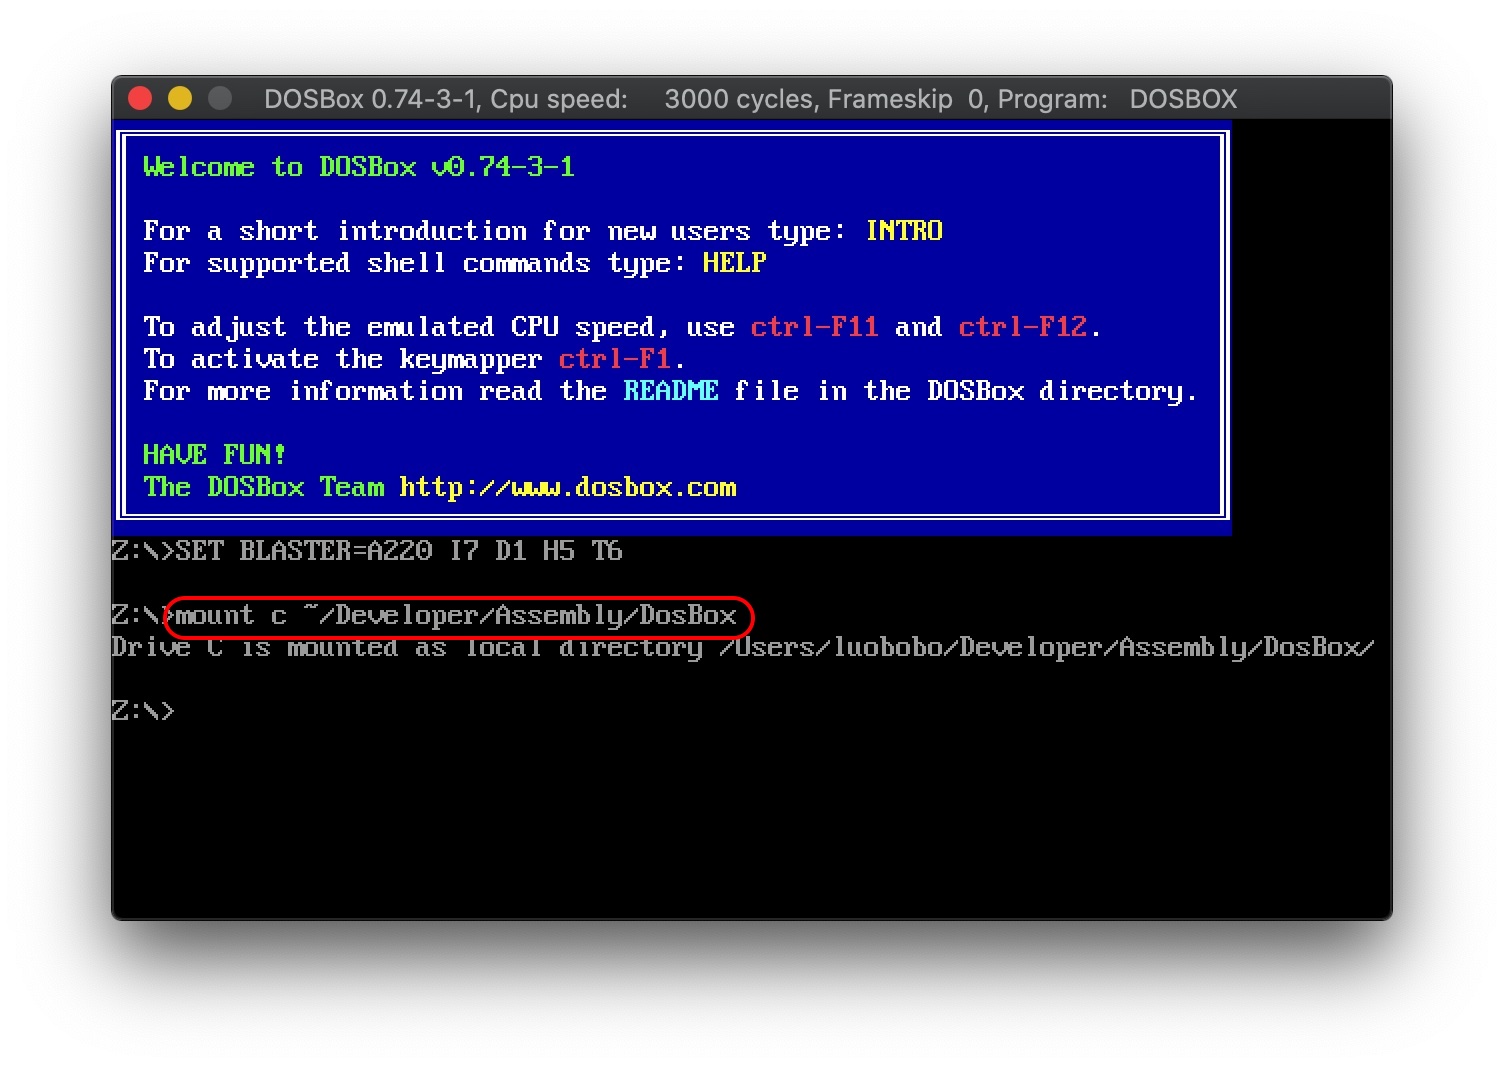 DOSBox 0.74-3-1, Cpu speed: 3000 cycles, Frameskip 0, Program: DOSBOX
Welcome to DOSBox v0.74-3-1
For a short introduction for new users type: INTRO
For supported shell commands type: HELP
To adjust the emulated CPU speed, use ctrl-F11 and ctrl-F12.
To activate the keymapper ctrl-F1.
For more information read the README file in the DOSBox directory.
HAVE FUN!
The DOSBox Team http://www.dosbox.com
Z:\>SET BLASTER=A220 I7 D1 H5 T6
Z:\>mount c ~/Developer/Assembly/DosBox
Drive C is mounted as local directory /Users/luobobo/Developer/Assembly/DosBox/
Z:\>